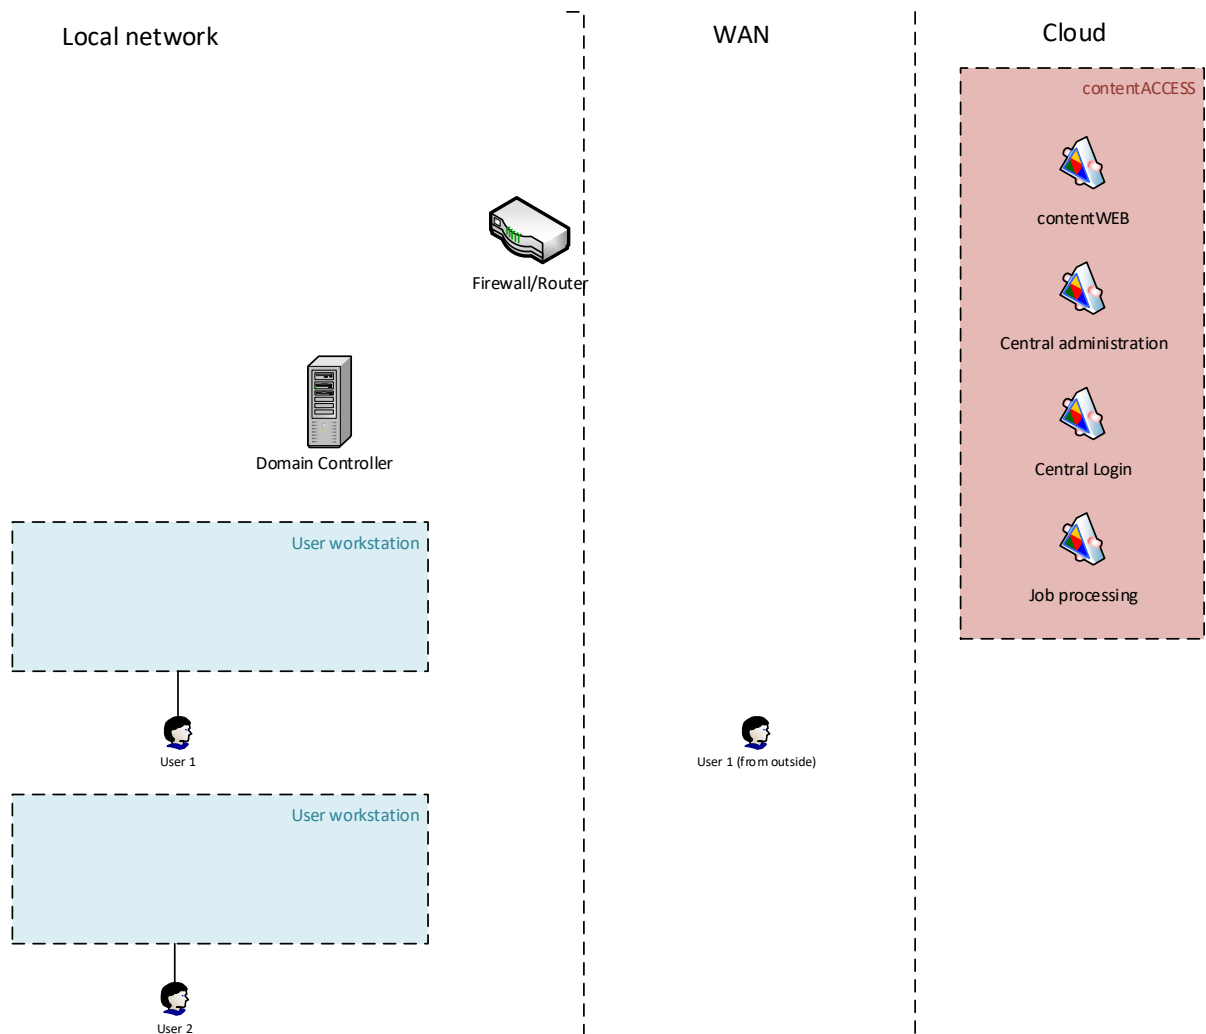 Local network
WAN
Cloud
contentACCESS
contentWEB
Firewall/Router
Central administration
Domain Controller
Central Login
User workstation
Job processing
User 1
User 1 (from outside)
User workstation
User 2